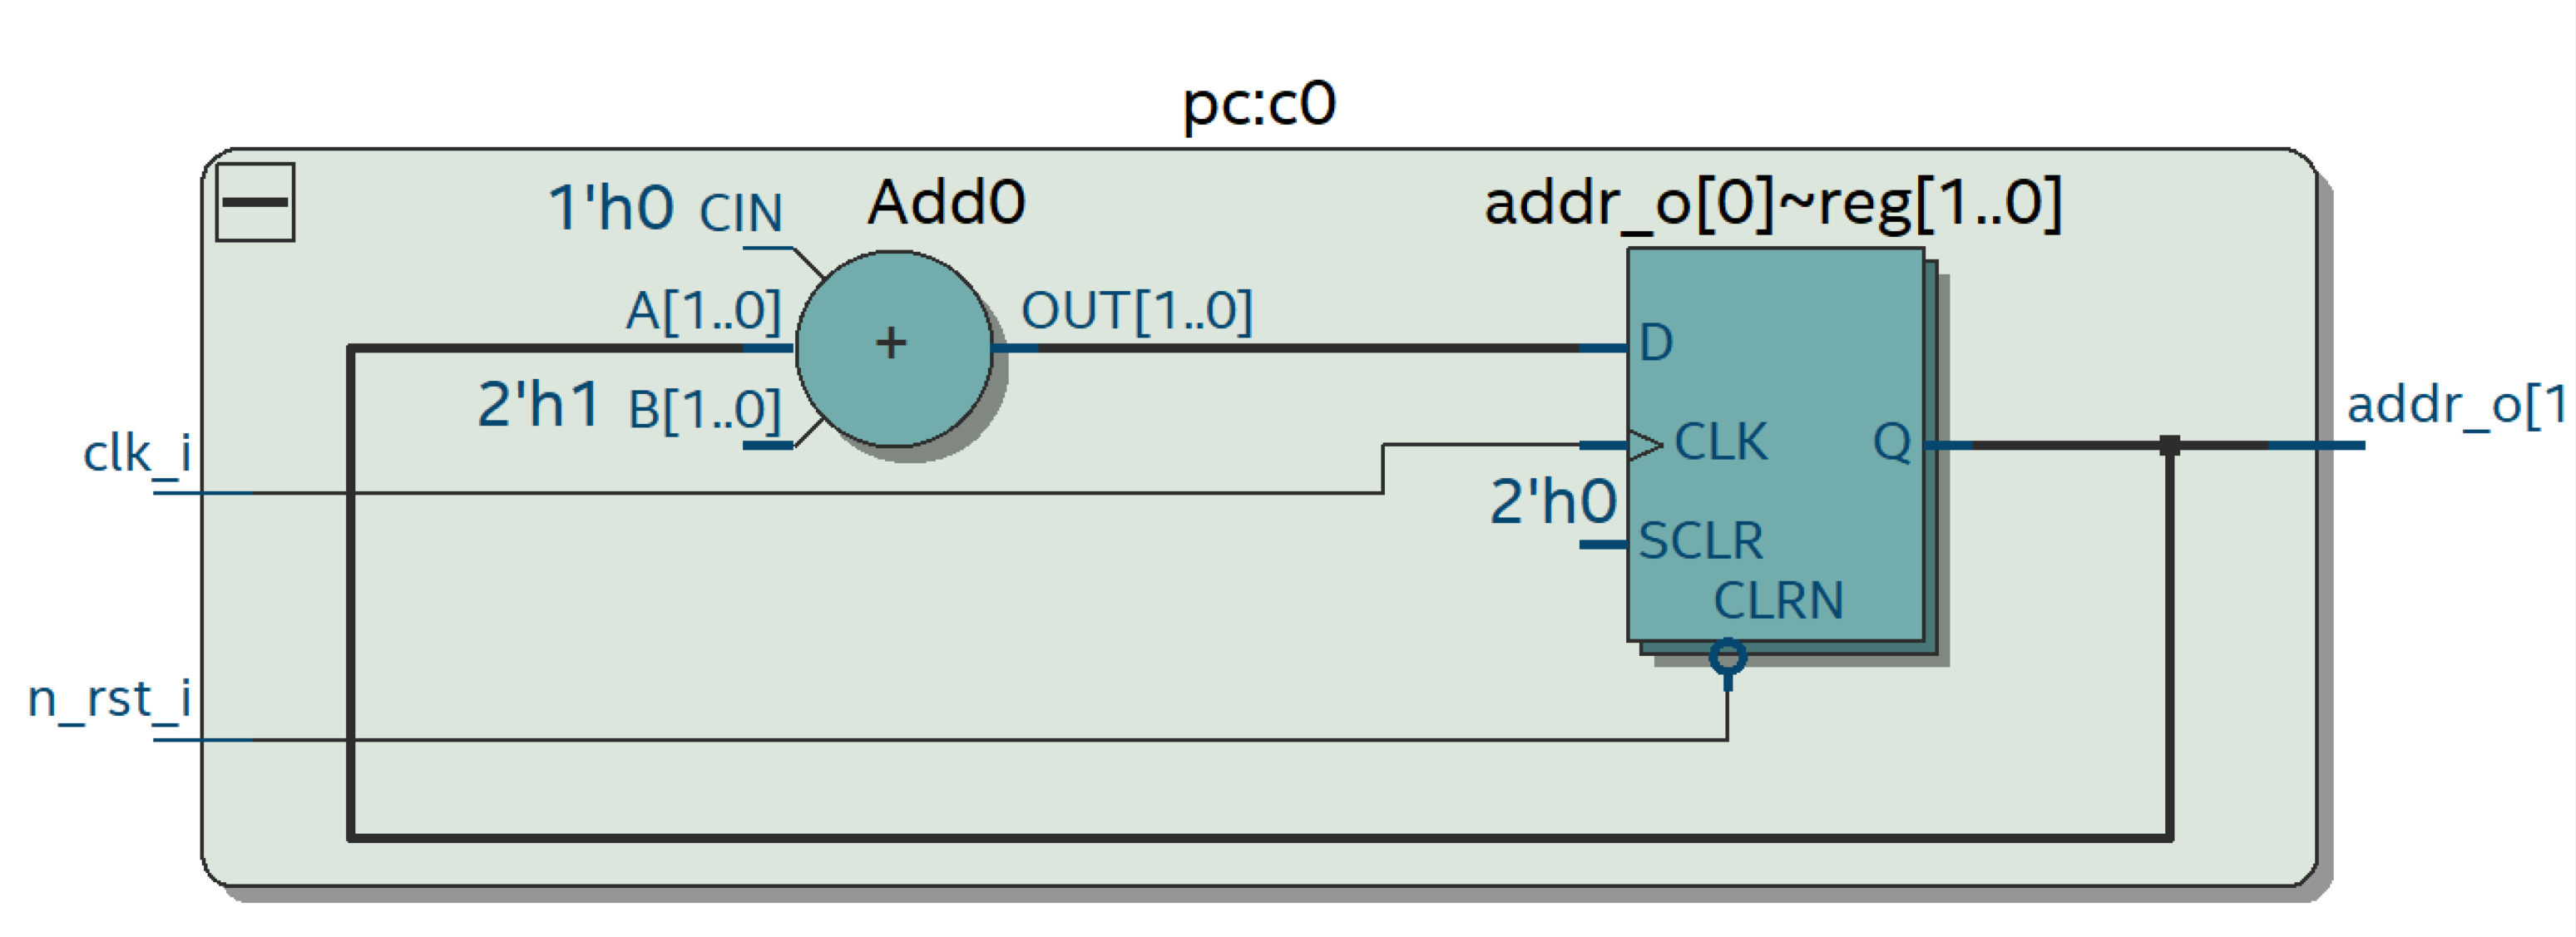 pc:c0
1'h0 CIN
Add0
addr_o[0]~reg[1..0]
A[1..0]
+
OUT[1..0]
D
2'h1 B[1..0]
clk_i
CLK
Q
addr_o[1
2'h0
SCLR
CLRN
n_rst_i